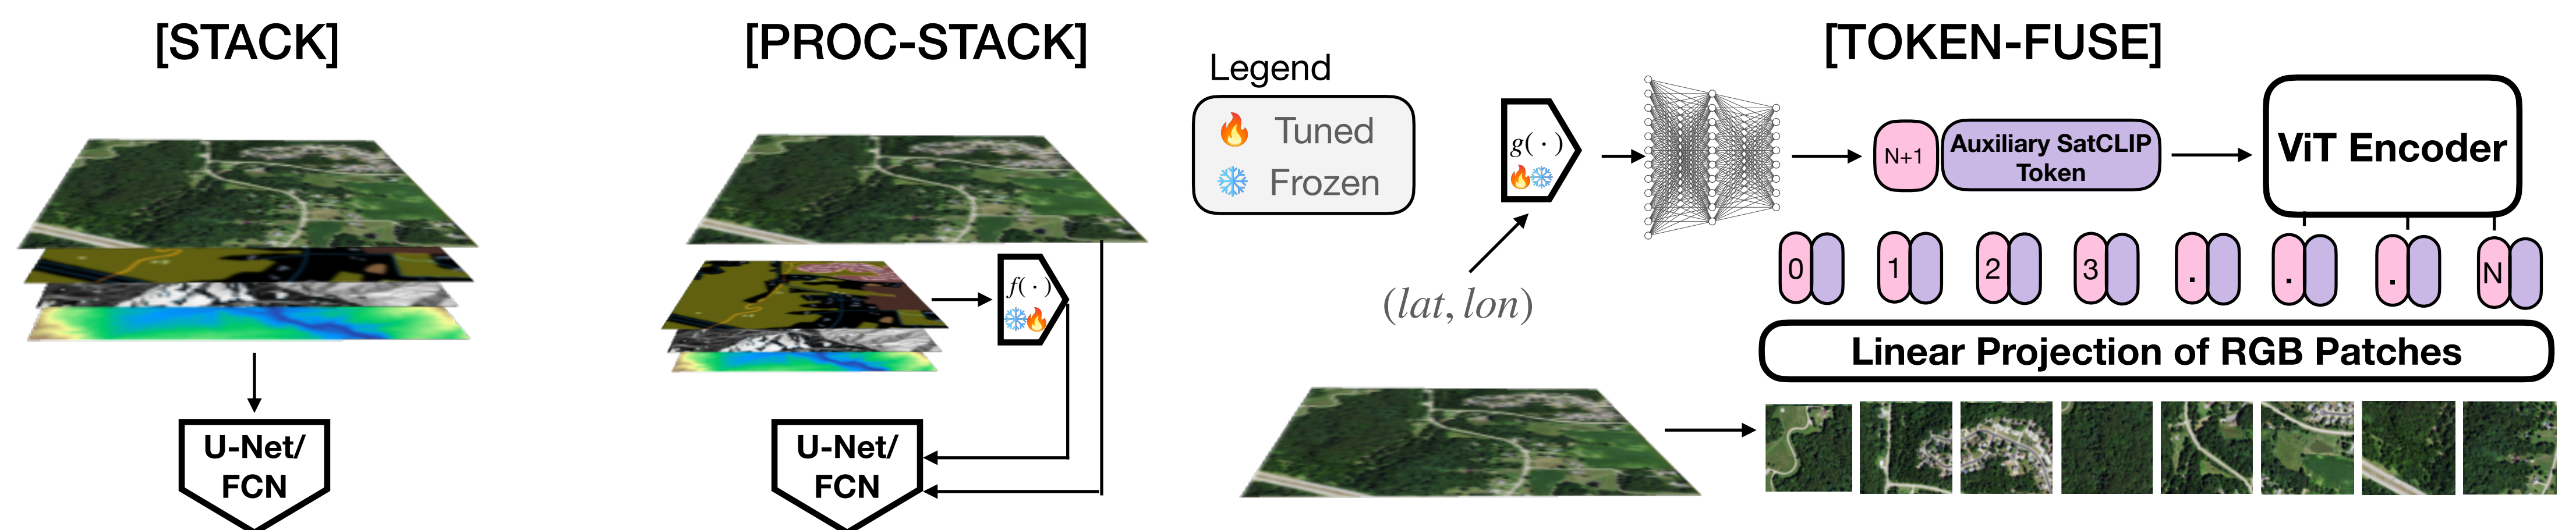 [STACK]
U-Net/
FCN
[PROC-STACK]
f( · )
U-Net/
FCN
Legend
Tuned
Frozen
[TOKEN-FUSE]
g( · )
(lat, lon)
N+1
Auxiliary SatCLIP
Token
ViT Encoder
0 1 2 3 . . . N
Linear Projection of RGB Patches